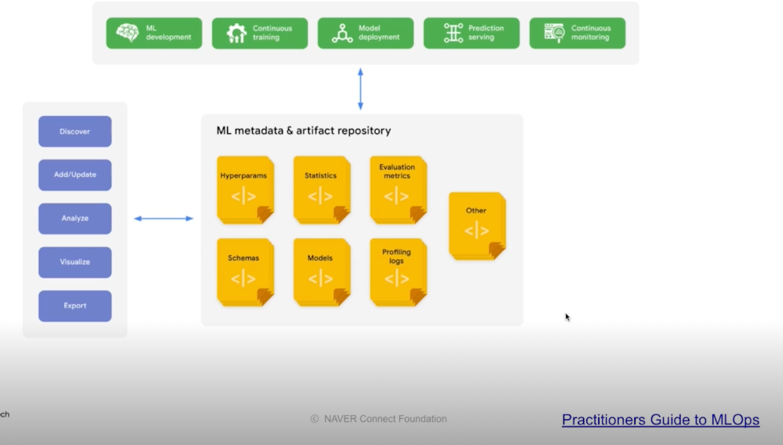 ML
development
Continuous
training
Model
deployment
Prediction
serving
Continuous
monitoring
Discover
Add/Update
Analyze
Visualize
Export
ML metadata & artifact repository
Hyperparams
Statistics
Evaluation
metrics
Other
Schemas
Models
Profiling
logs
© NAVER Connect Foundation
Practitioners Guide to MLOps